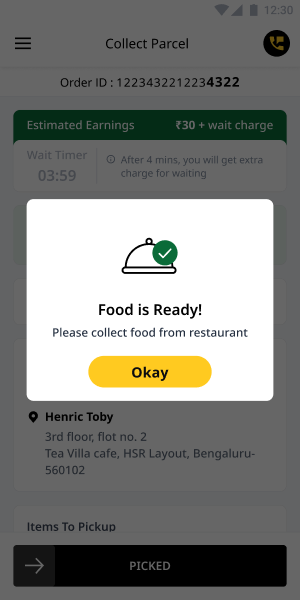 12:30
Collect Parcel
Order ID : 1223432212234322
Estimated Earnings ₹30 + wait charge
Wait Timer
03:59
After 4 mins, you will get extra
charge for waiting
Food is Ready!
Please collect food from restaurant
Okay
Henric Toby
3rd floor, flot no. 2
Tea Villa cafe, HSR Layout, Bengaluru-
560102
Items To Pickup
PICKED